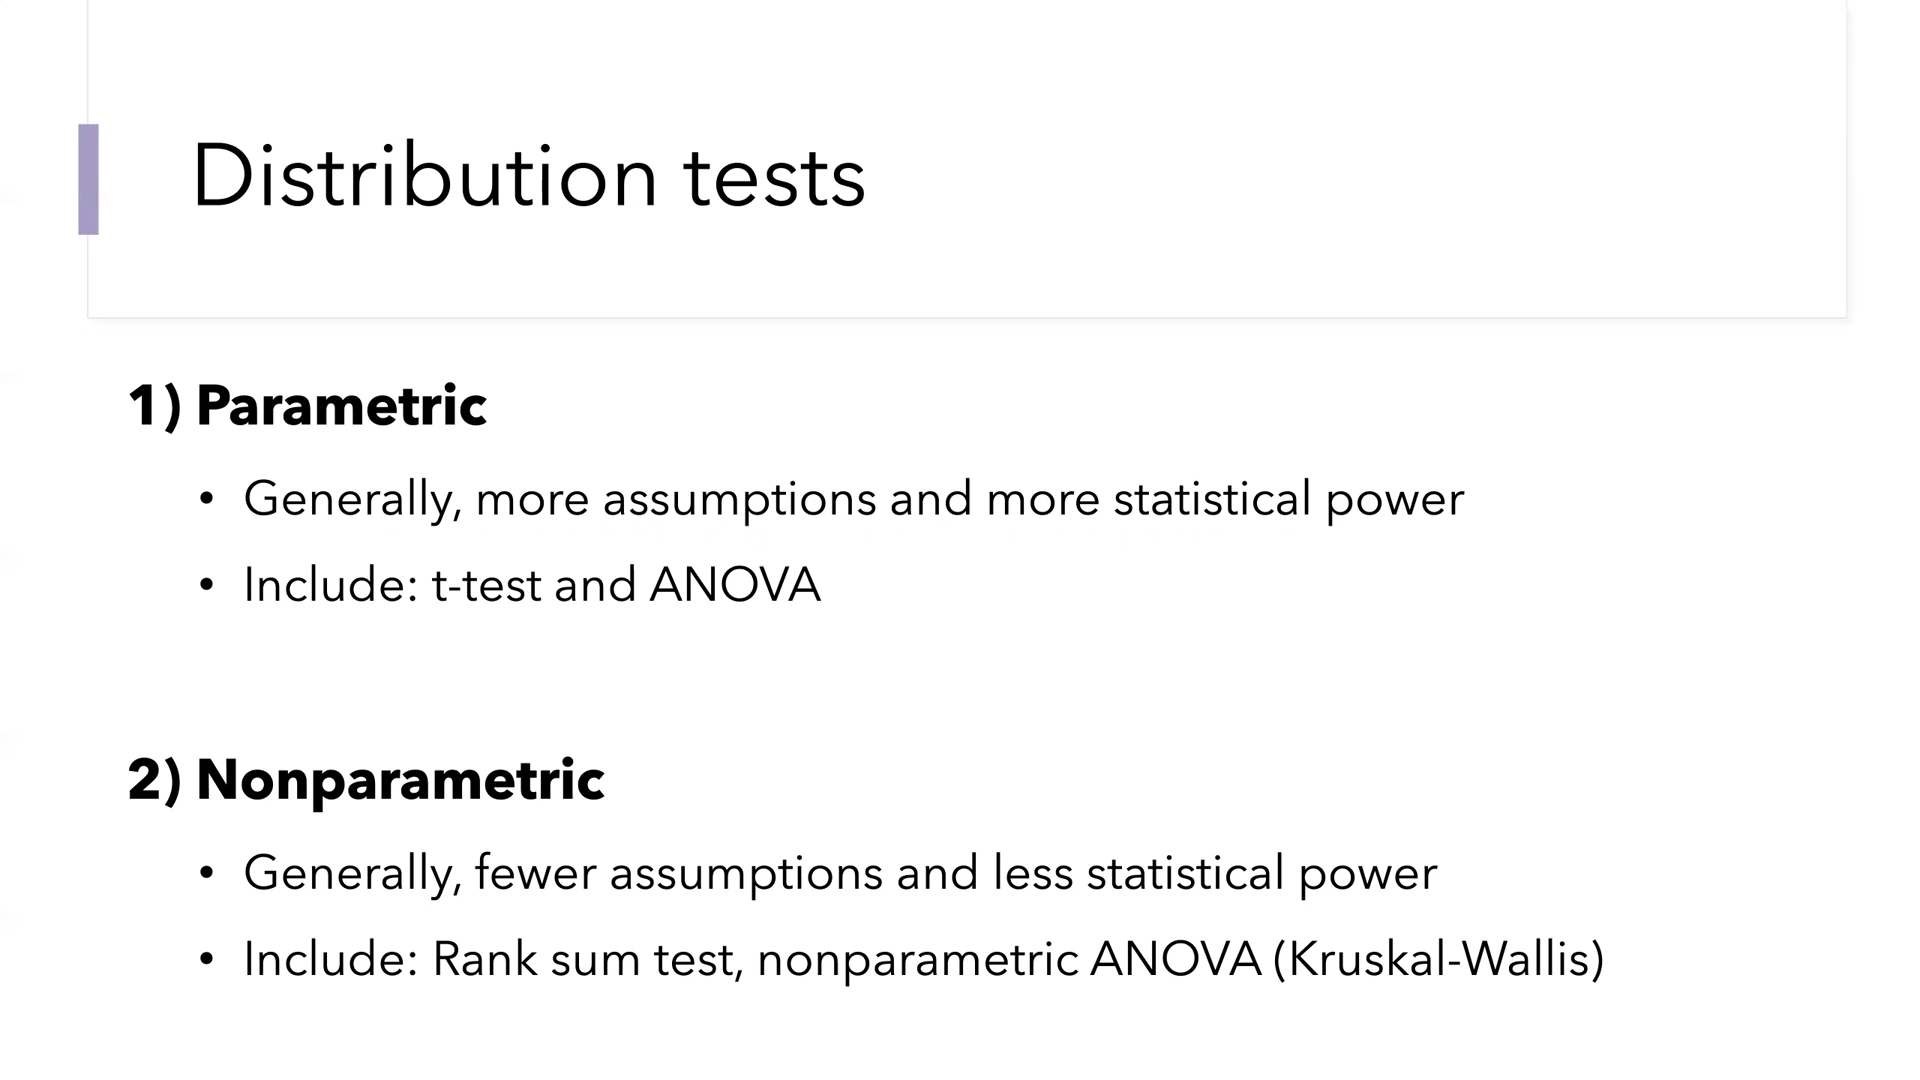 Distribution tests
1) Parametric
• Generally, more assumptions and more statistical power
• Include: t-test and ANOVA
2) Nonparametric
• Generally, fewer assumptions and less statistical power
• Include: Rank sum test, nonparametric ANOVA (Kruskal-Wallis)